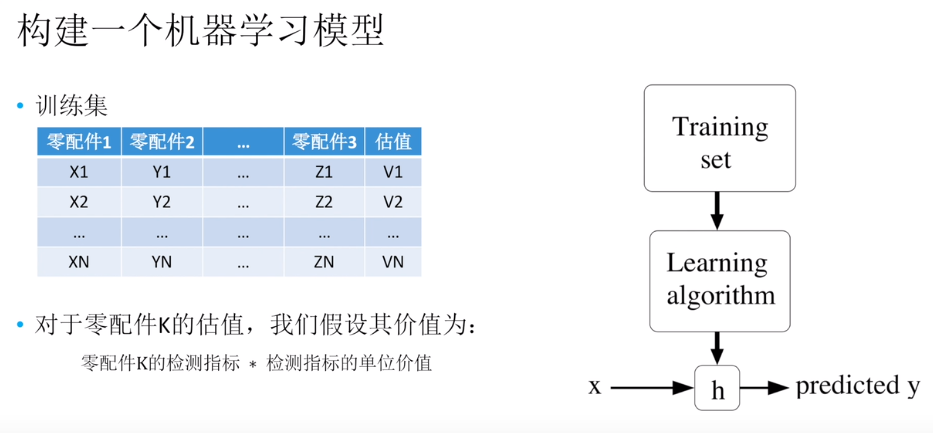 构建一个机器学习模型
• 训练集
零配件1 零配件2 ... 零配件3 估值
X1 Y1 ... Z1 V1
X2 Y2 ... Z2 V2
... ... ... ... ...
XN YN ... ZN VN
• 对于零配件K的估值，我们假设其价值为：
零配件K的检测指标 * 检测指标的单位价值
Training
set
Learning
algorithm
x h predicted y